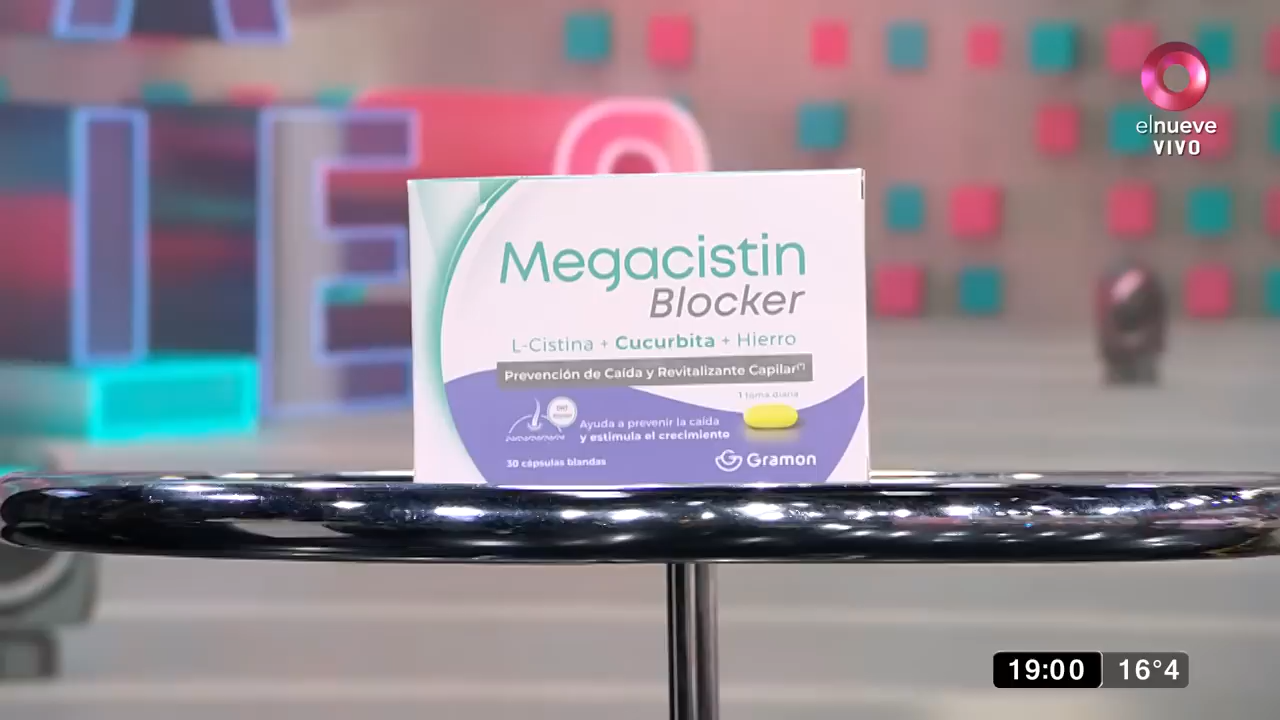 A
elnueve
VIVO
I E
Megacistin
Blocker
L-Cistina + Cucurbita + Hierro
Prevención de Caída y Revitalizante Capilar(*)
1 toma diaria
Ayuda a prevenir la caída
y estimula el crecimiento
30 cápsulas blandas
Gramon
19:00 16°4